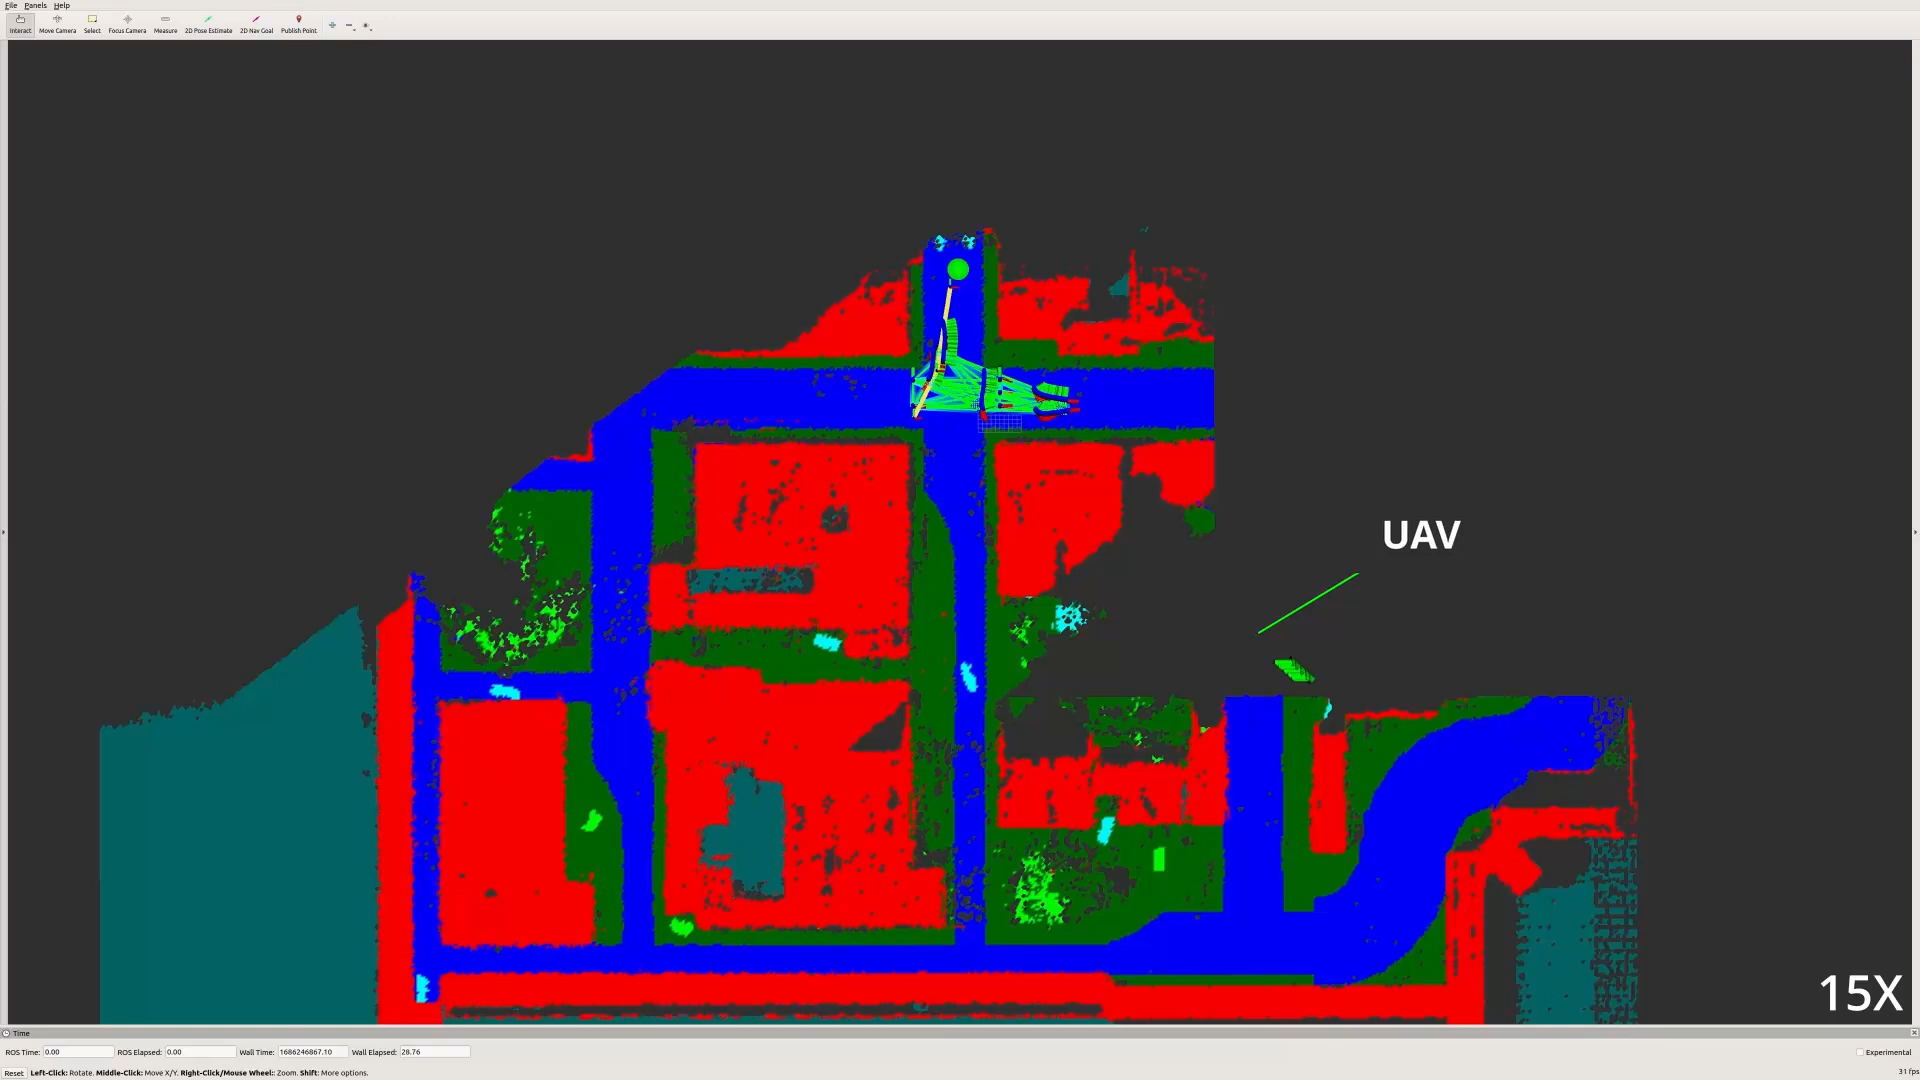 File Panels Help
Interact Move Camera Select Focus Camera Measure 2D Pose Estimate 2D Nav Goal Publish Point
UAV
15X
Time
ROS Time: 0.00 ROS Elapsed: 0.00 Wall Time: 1686246867.10 Wall Elapsed: 28.76 Experimental
Reset Left-Click: Rotate. Middle-Click: Move X/Y. Right-Click/Mouse Wheel:: Zoom. Shift: More options. 31 fps